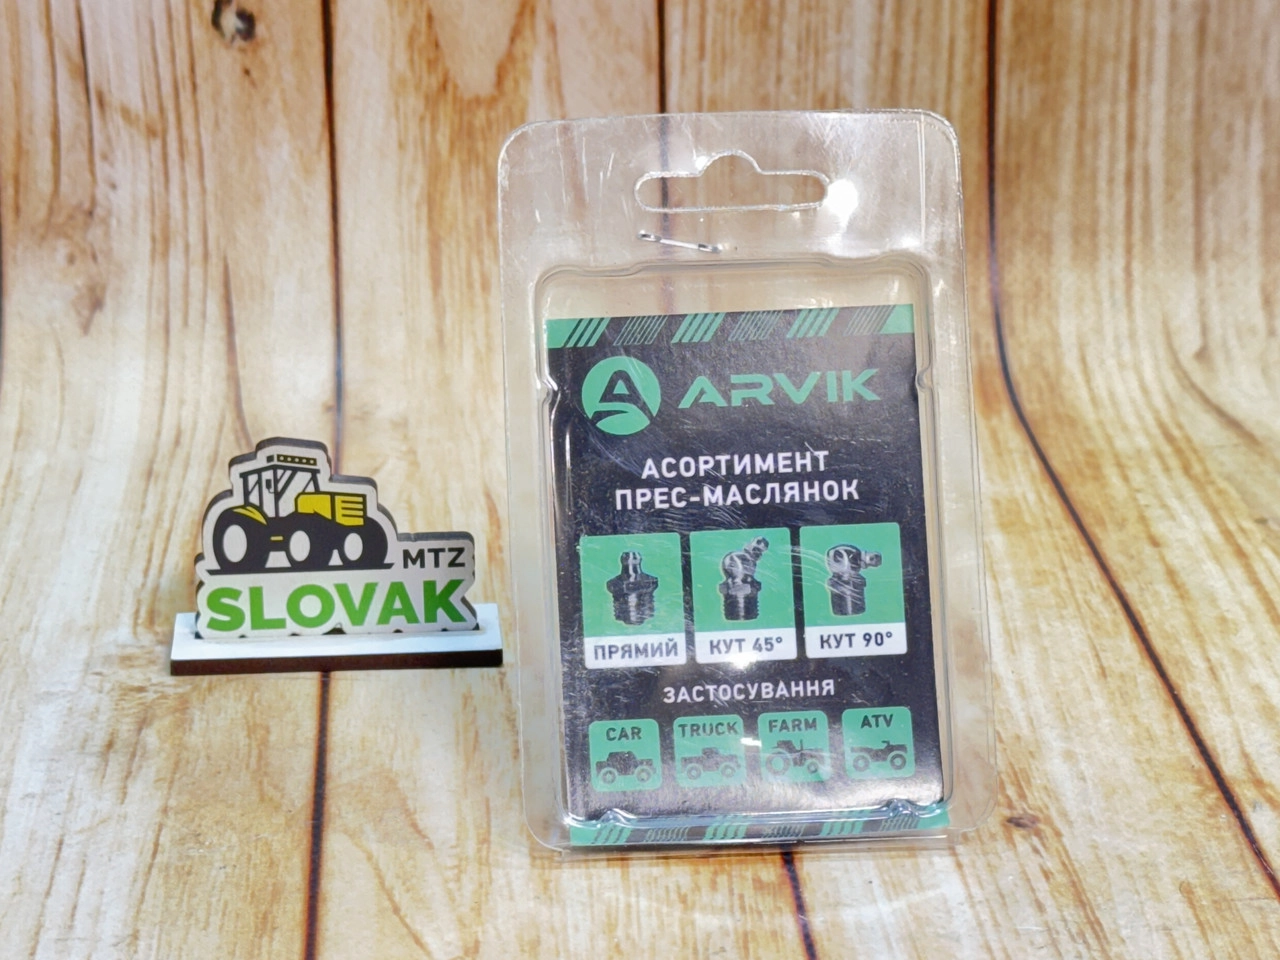 MTZ
SLOVAK
ARVIK
АСОРТИМЕНТ
ПРЕС-МАСЛЯНОК
ПРЯМИЙ
КУТ 45°
КУТ 90°
ЗАСТОСУВАННЯ
CAR
TRUCK
FARM
ATV